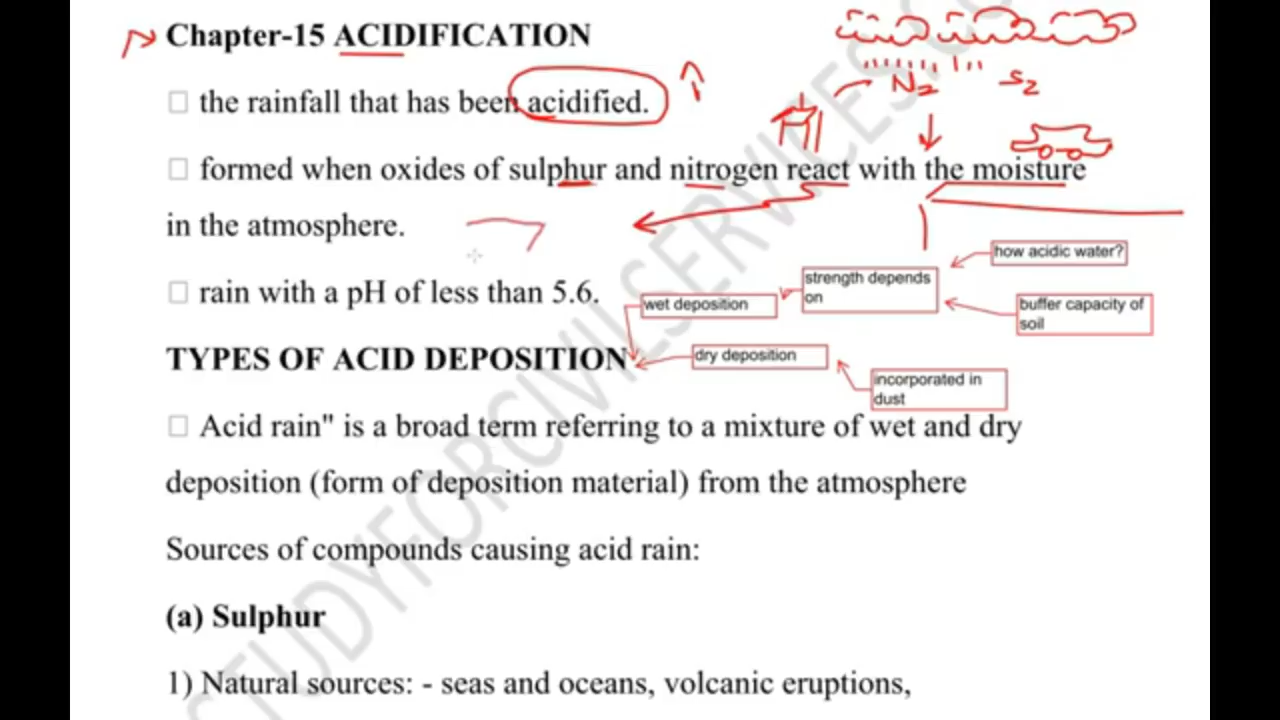 Chapter-15 ACIDIFICATION
the rainfall that has been acidified.
N2
S2
formed when oxides of sulphur and nitrogen react with the moisture
in the atmosphere.
how acidic water?
strength depends
on
wet deposition
buffer capacity of
soil
rain with a pH of less than 5.6.
TYPES OF ACID DEPOSITION
dry deposition
incorporated in
dust
Acid rain" is a broad term referring to a mixture of wet and dry
deposition (form of deposition material) from the atmosphere
Sources of compounds causing acid rain:
(a) Sulphur
1) Natural sources: - seas and oceans, volcanic eruptions,
STUDYFORCIVILSERVICES.CO